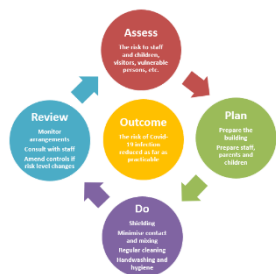 Assess
The risk to staff
and children,
visitors, vulnerable
persons, etc.
Plan
Prepare the
building
Prepare staff,
parents and
children
Review
Monitor
arrangements
Consult with staff
Amend controls if
risk level changes
Outcome
The risk of Covid-
19 infection
reduced as far as
practicable
Do
Shielding
Minimise contact
and mixing
Regular cleaning
Handwashing and
hygiene